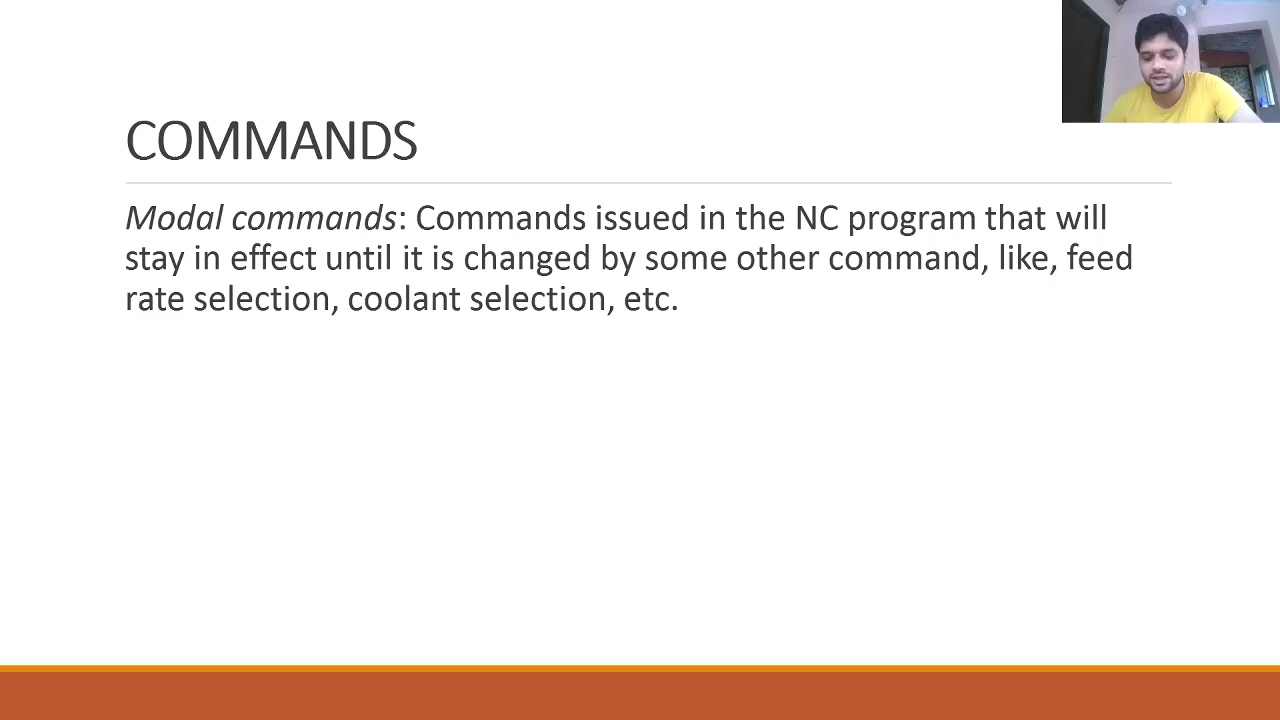 COMMANDS
Modal commands: Commands issued in the NC program that will
stay in effect until it is changed by some other command, like, feed
rate selection, coolant selection, etc.